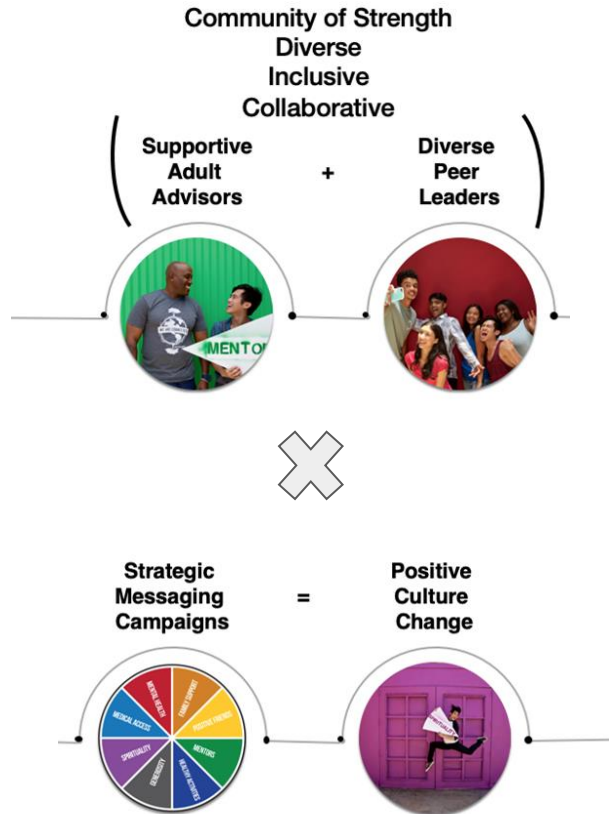 Community of Strength
Diverse
Inclusive
Collaborative
Supportive
Adult
Advisors
+
Diverse
Peer
Leaders
MENTO
Strategic
Messaging
Campaigns
=
Positive
Culture
Change
MENTAL HEALTH
FAMILY SUPPORT
POSITIVE FRIENDS
MENTORS
HEALTHY ACTIVITIES
GENEROSITY
SPIRITUALITY
MEDICAL ACCESS